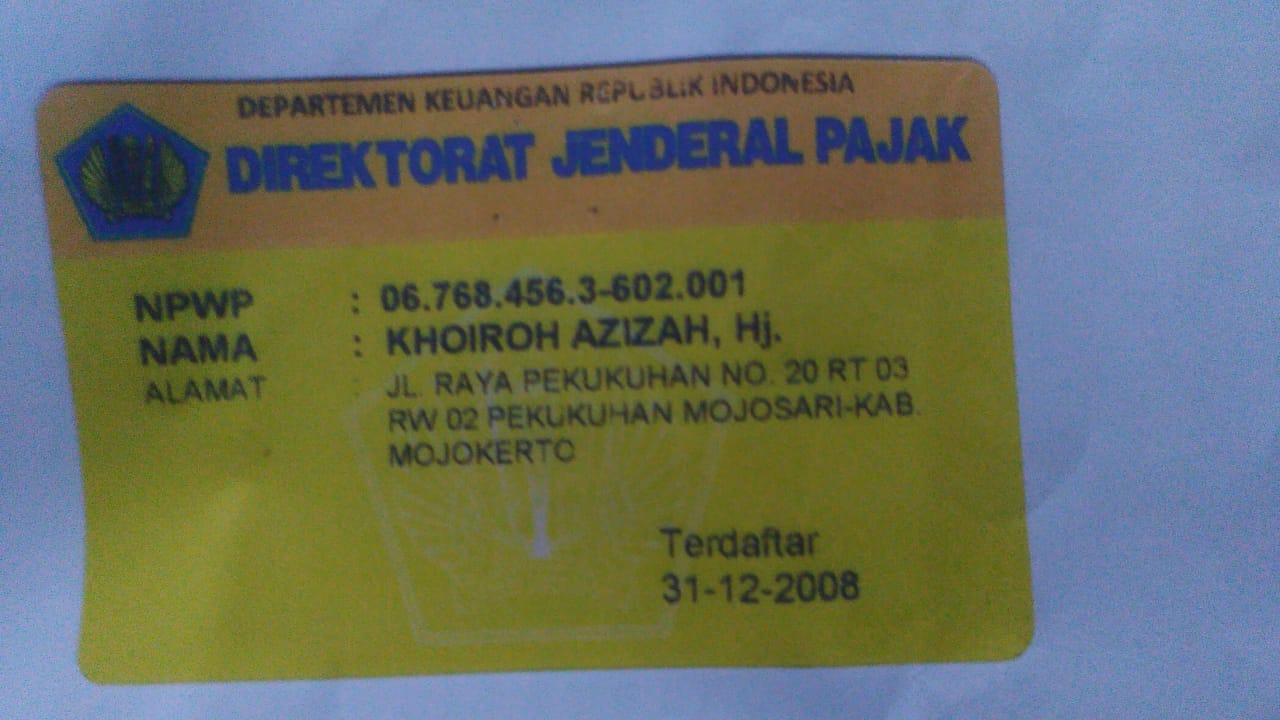 DEPARTEMEN KEUANGAN REPUBLIK INDONESIA
DIREKTORAT JENDERAL PAJAK
NPWP : 06.768.456.3-602.001
NAMA : KHOIROH AZIZAH, Hj.
ALAMAT : JL. RAYA PEKUKUHAN NO. 20 RT 03
RW 02 PEKUKUHAN MOJOSARI-KAB.
MOJOKERTO
Terdaftar
31-12-2008